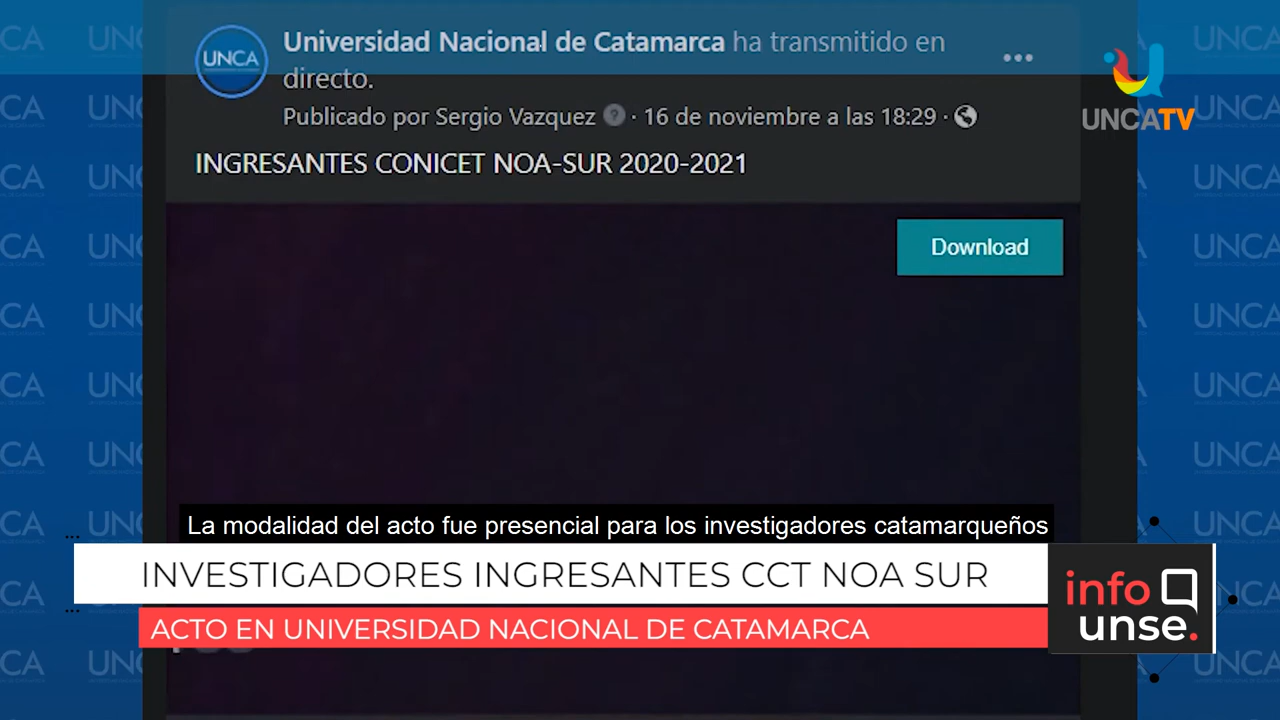 UNCA
Universidad Nacional de Catamarca ha transmitido en
directo.
Publicado por Sergio Vazquez · 16 de noviembre a las 18:29 ·
UNCATV
INGRESANTES CONICET NOA-SUR 2020-2021
Download
La modalidad del acto fue presencial para los investigadores catamarqueños
INVESTIGADORES INGRESANTES CCT NOA SUR
ACTO EN UNIVERSIDAD NACIONAL DE CATAMARCA
info
unse.